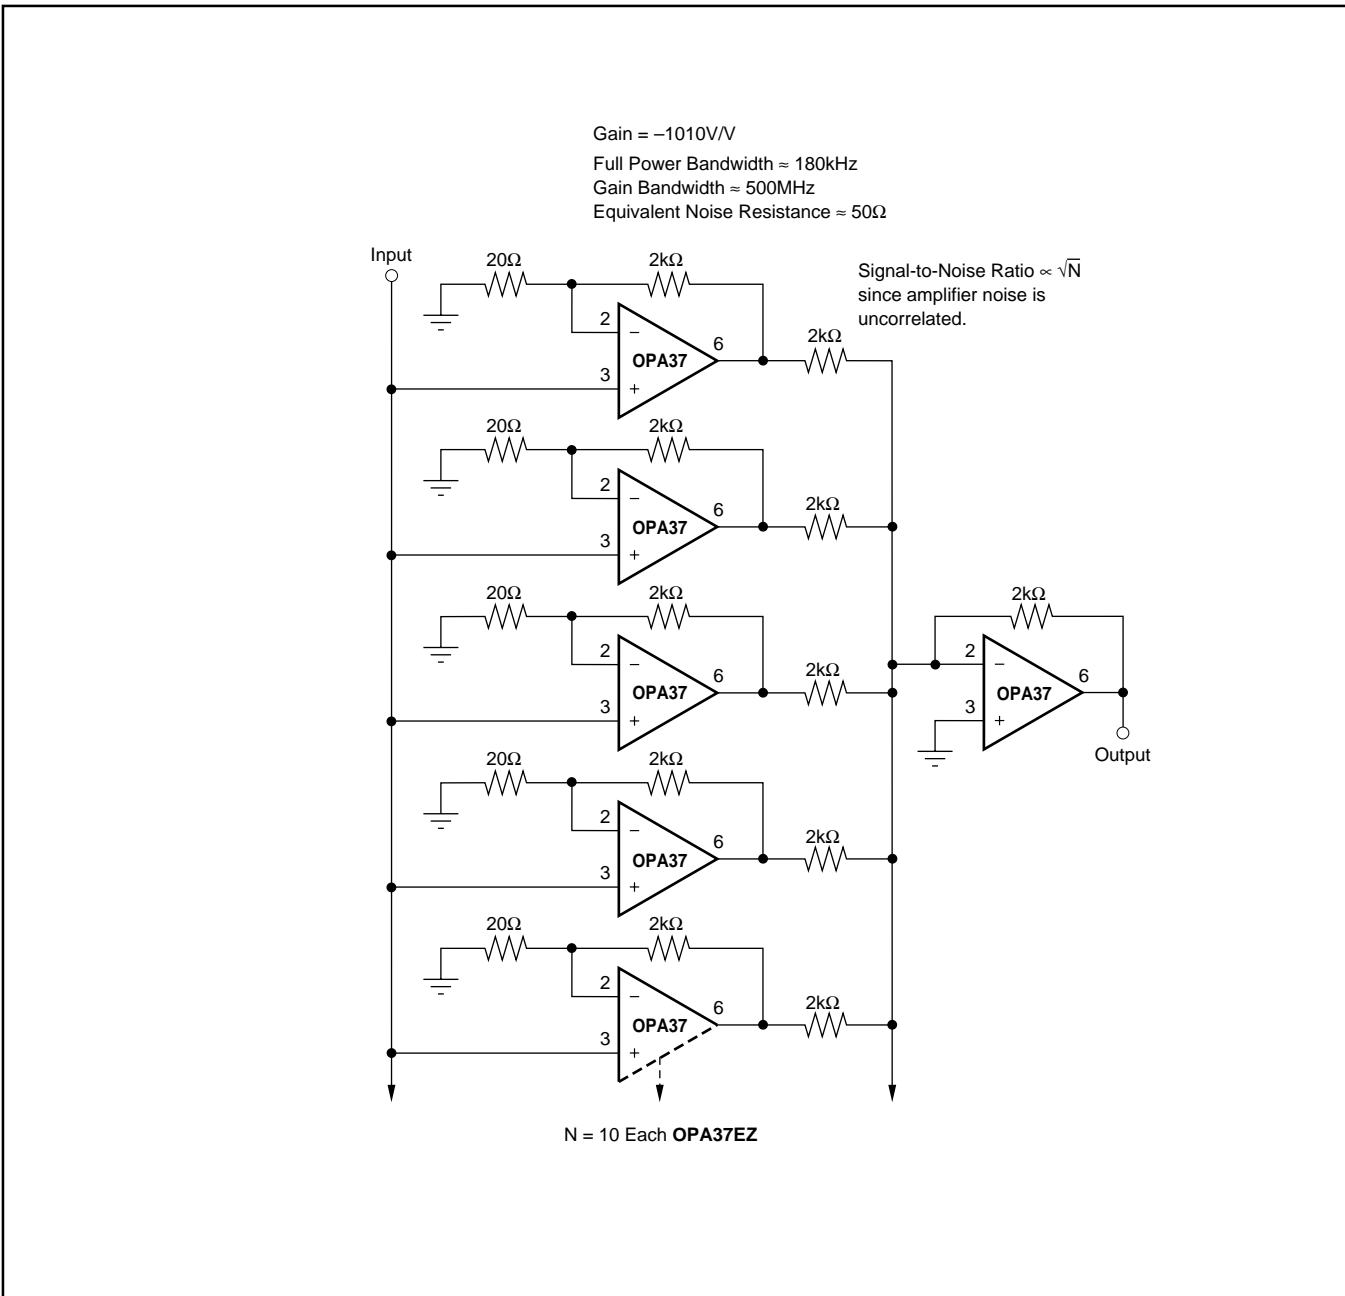 Gain = –1010V/V
Full Power Bandwidth ≈ 180kHz
Gain Bandwidth ≈ 500MHz
Equivalent Noise Resistance ≈ 50Ω
Input
Signal-to-Noise Ratio ∝ √N
since amplifier noise is
uncorrelated.
20Ω
2kΩ
2
–
3
+
OPA37
6
2kΩ
20Ω
2kΩ
2
–
3
+
OPA37
6
2kΩ
20Ω
2kΩ
2
–
3
+
OPA37
6
2kΩ
20Ω
2kΩ
2
–
3
+
OPA37
6
2kΩ
20Ω
2kΩ
2
–
3
+
OPA37
6
2kΩ
2kΩ
2
–
3
+
OPA37
6
Output
N = 10 Each OPA37EZ